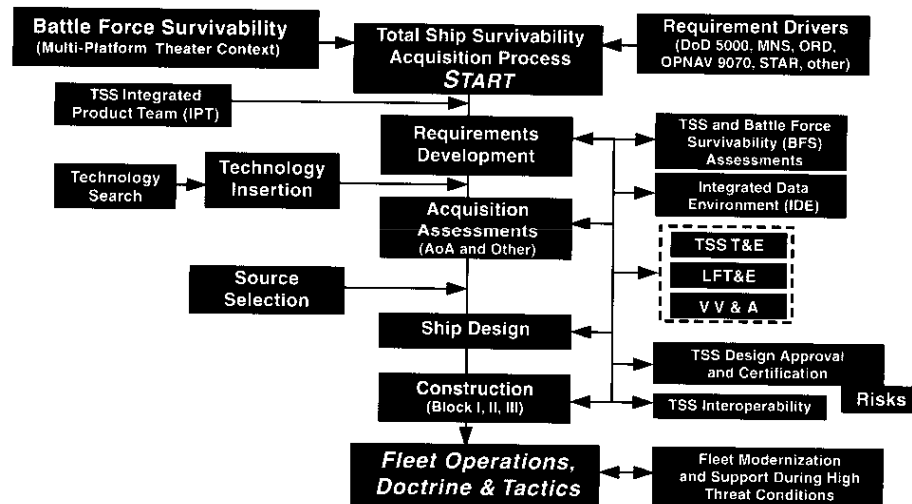 Battle Force Survivability
(Multi-Platform Theater Context)
Total Ship Survivability
Acquisition Process
START
Requirement Drivers
(DoD 5000, MNS, ORD,
OPNAV 9070, STAR, other)
TSS Integrated
Product Team (IPT)
Requirements
Development
TSS and Battle Force
Survivability (BFS)
Assessments
Technology
Search
Technology
Insertion
Integrated Data
Environment (IDE)
Acquisition
Assessments
(AoA and Other)
TSS T&E
LFT&E
V V & A
Source
Selection
Ship Design
TSS Design Approval
and Certification
Risks
Construction
(Block I, II, III)
TSS Interoperability
Fleet Operations,
Doctrine & Tactics
Fleet Modernization
and Support During High
Threat Conditions